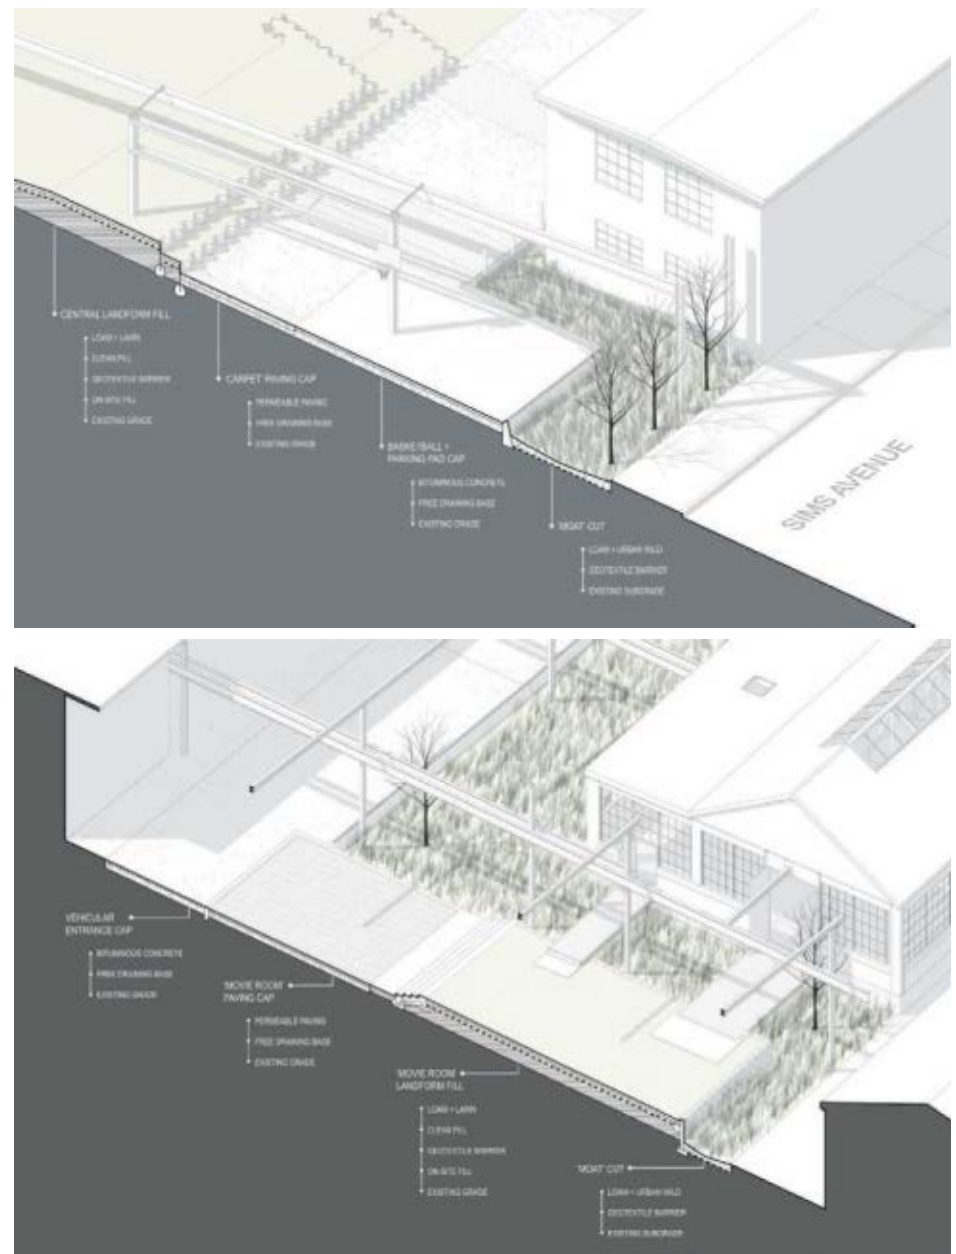 CENTRAL LANDFORM FILL
LOAM + LAWN
CLEAN FILL
GEOTEXTILE BARRIER
ON-SITE FILL
EXISTING GRADE
'CARPET' PAVING CAP
PERMEABLE PAVING
FREE DRAINING BASE
EXISTING GRADE
BASKETBALL +
PARKING PAD CAP
BITUMINOUS CONCRETE
FREE DRAINING BASE
EXISTING GRADE
'MOAT' CUT
LOAM + URBAN WILD
GEOTEXTILE BARRIER
EXISTING SUBGRADE
SIMS AVENUE
VEHICULAR
ENTRANCE CAP
BITUMINOUS CONCRETE
FREE DRAINING BASE
EXISTING GRADE
'MOVIE ROOM'
PAVING CAP
PERMEABLE PAVING
FREE DRAINING BASE
EXISTING GRADE
'MOVIE ROOM'
LANDFORM FILL
LOAM + LAWN
CLEAN FILL
GEOTEXTILE BARRIER
ON-SITE FILL
EXISTING GRADE
'MOAT' CUT
LOAM + URBAN WILD
GEOTEXTILE BARRIER
EXISTING SUBGRADE